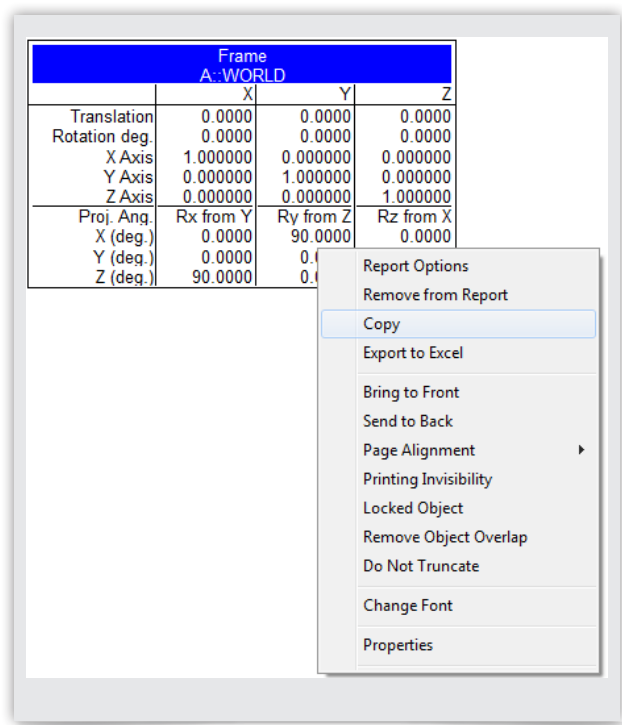 Frame
A::WORLD
X Y Z
Translation 0.0000 0.0000 0.0000
Rotation deg. 0.0000 0.0000 0.0000
X Axis 1.000000 0.000000 0.000000
Y Axis 0.000000 1.000000 0.000000
Z Axis 0.000000 0.000000 1.000000
Proj. Ang. Rx from Y Ry from Z Rz from X
X (deg.) 0.0000 90.0000 0.0000
Y (deg.) 0.0000 0.
Z (deg.) 90.0000 0.
Report Options
Remove from Report
Copy
Export to Excel
Bring to Front
Send to Back
Page Alignment
Printing Invisibility
Locked Object
Remove Object Overlap
Do Not Truncate
Change Font
Properties